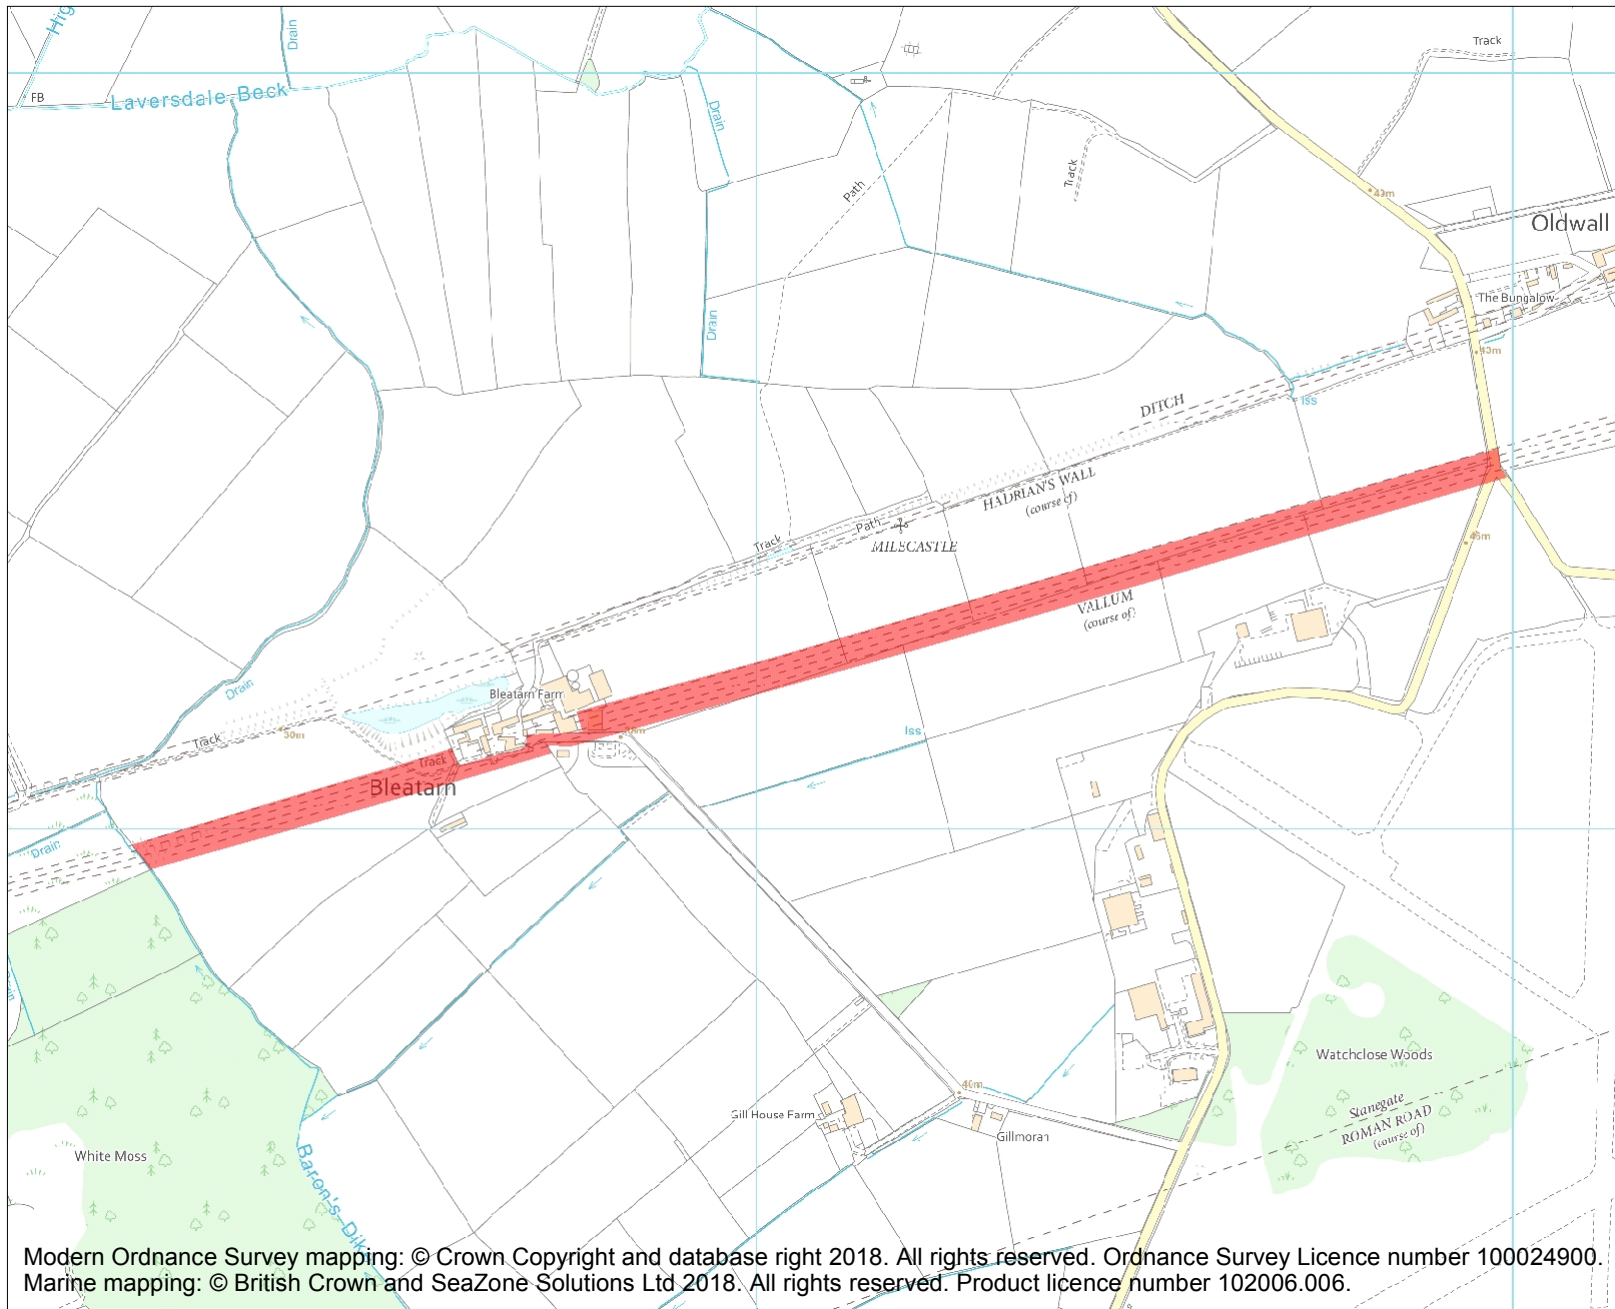 Hig
Drain
Track
FB
Laversdale Beck
Drain
Track
Path
43m
Oldwall
The Bungalow
Drain
43m
Iss
DITCH
HADRIAN'S WALL
(course of)
Path
Track
MILECASTLE
45m
VALLUM
(course of)
Drain
Bleatarn Farm
Track
50m
Iss
Track
Bleatarn
Drain
Watchclose Woods
40m
Stanegate
ROMAN ROAD
(course of)
Gill House Farm
Gillmoran
White Moss
Baron's Dik
Modern Ordnance Survey mapping: © Crown Copyright and database right 2018. All rights reserved. Ordnance Survey Licence number 100024900.
Marine mapping: © British Crown and SeaZone Solutions Ltd 2018. All rights reserved. Product licence number 102006.006.